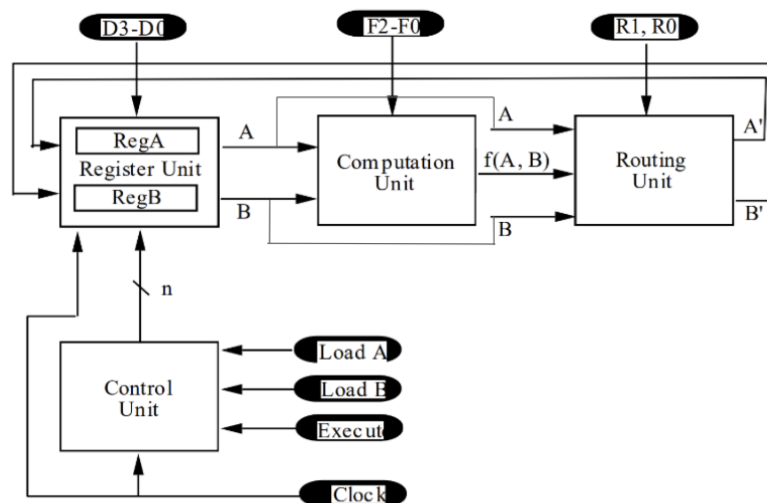 D3-D0
F2-F0
R1, R0
RegA
Register Unit
RegB
A
B
Computation
Unit
A
f(A, B)
B
Routing
Unit
A'
B'
n
Control
Unit
Load A
Load B
Execut
Clock